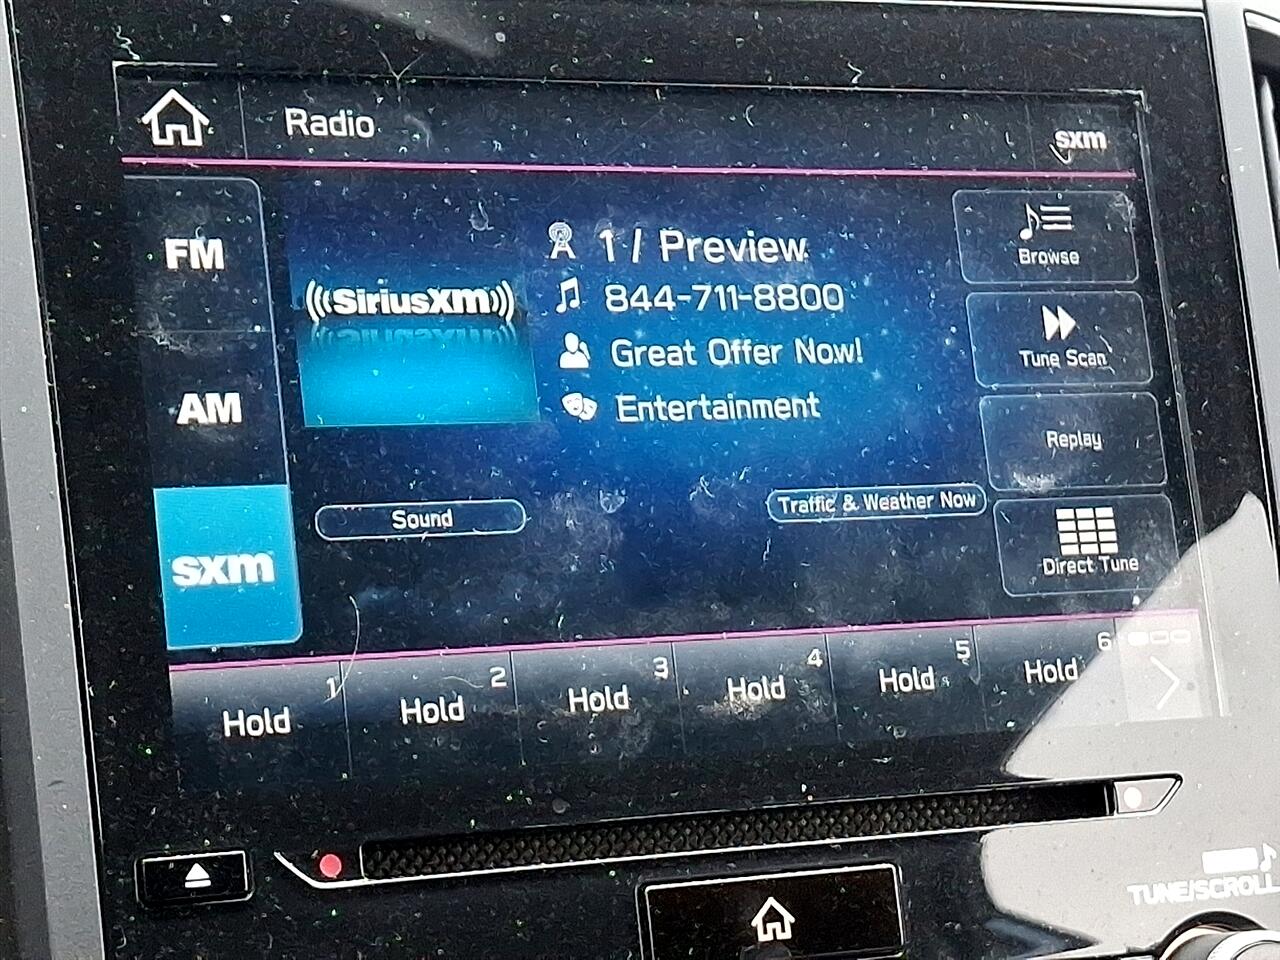 Radio
sxm
FM
AM
sxm
((SiriusXM))
1 / Preview
844-711-8800
Great Offer Now!
Entertainment
Sound
Traffic & Weather Now
Browse
Tune Scan
Replay
Direct Tune
1 Hold
2 Hold
3 Hold
4 Hold
5 Hold
6 Hold
TUNE/SCROLL